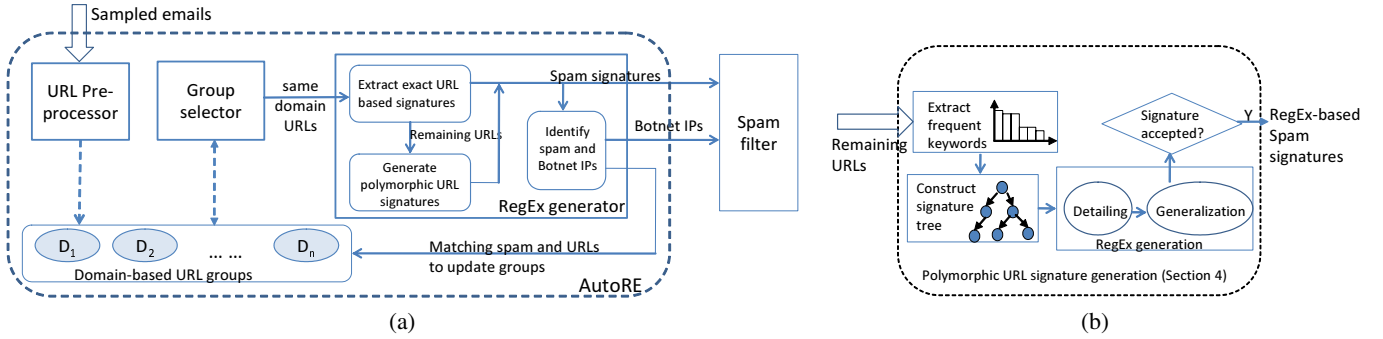 Sampled emails
URL Pre-
processor
Group
selector
same
domain
URLs
Extract exact URL
based signatures
Remaining URLs
Generate
polymorphic URL
signatures
Spam signatures
Identify
spam and
Botnet IPs
RegEx generator
Botnet IPs
Spam
filter
D1
D2
... ...
Dn
Domain-based URL groups
Matching spam and URLs
to update groups
AutoRE
(a)
Remaining
URLs
Extract
frequent
keywords
Construct
signature
tree
Detailing
Generalization
RegEx generation
Signature
accepted?
Y
RegEx-based
Spam
signatures
Polymorphic URL signature generation (Section 4)
(b)